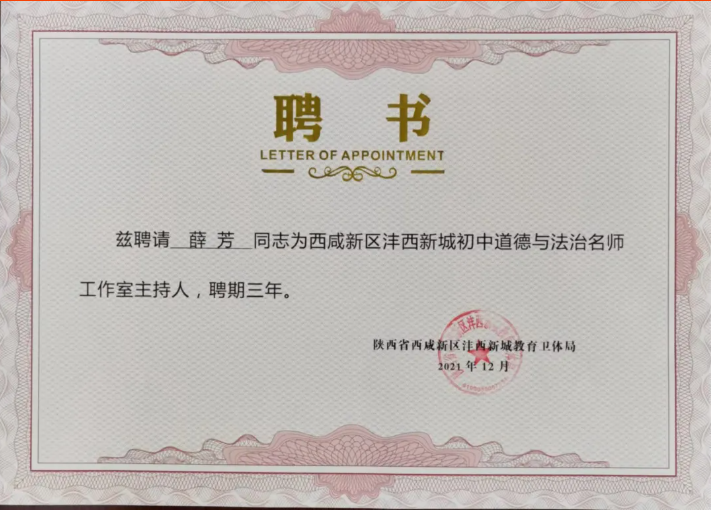 聘 书
LETTER OF APPOINTMENT
兹聘请 薛 芳 同志为西咸新区沣西新城初中道德与法治名师
工作室主持人，聘期三年。
陕西省西咸新区沣西新城教育卫体局
2021 年 12 月